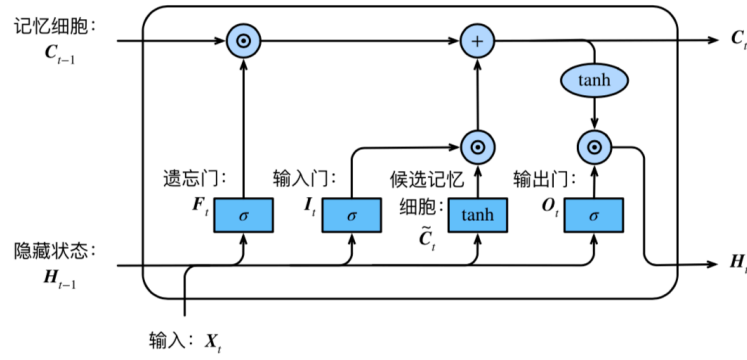 记忆细胞：
C_{t-1}
⊙
+
C_t
tanh
⊙
⊙
遗忘门：
F_t
σ
输入门：
I_t
σ
候选记忆
细胞：
C̃_t
tanh
输出门：
O_t
σ
隐藏状态：
H_{t-1}
H_t
输入：X_t